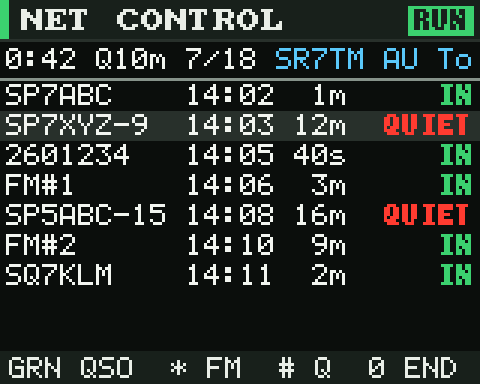 NET CONTROL RUN
0:42 Q10m 7/18 SR7TM AU To
SP7ABC 14:02 1m IN
SP7XYZ-9 14:03 12m QUIET
2601234 14:05 40s IN
FM#1 14:06 3m IN
SP5ABC-15 14:08 16m QUIET
FM#2 14:10 9m IN
SQ7KLM 14:11 2m IN
GRN QSO * FM # Q 0 END